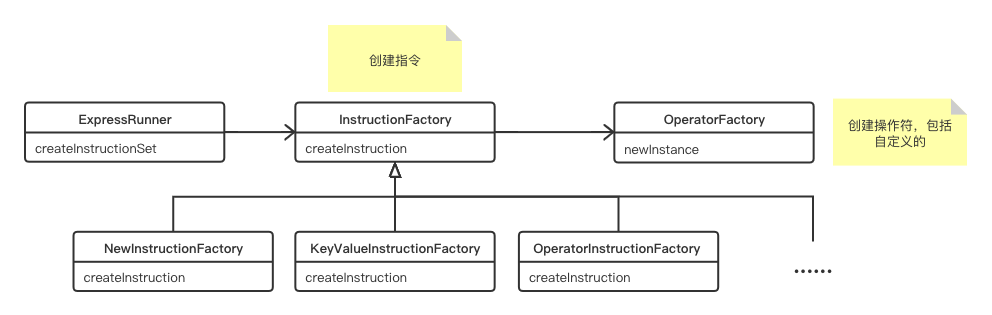 创建指令
ExpressRunner
createInstructionSet
InstructionFactory
createInstruction
OperatorFactory
newInstance
创建操作符，包括
自定义的
NewInstructionFactory
createInstruction
KeyValueInstructionFactory
createInstruction
OperatorInstructionFactory
createInstruction
……